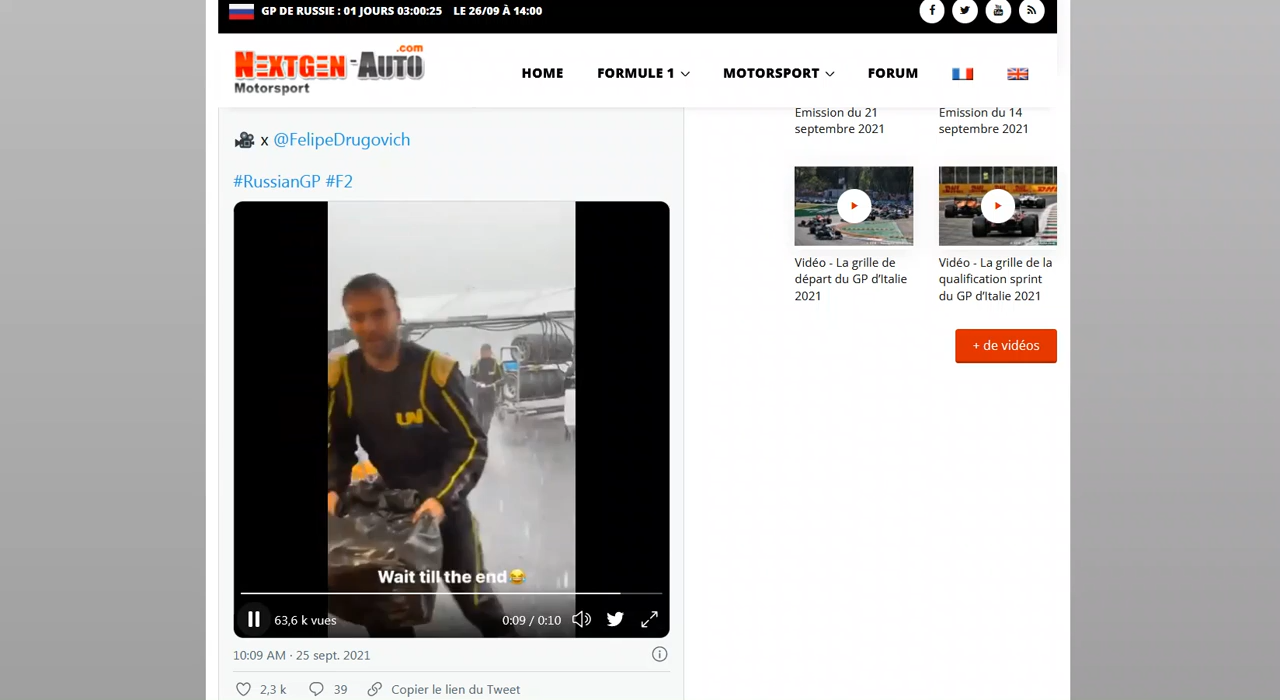 GP DE RUSSIE : 01 JOURS 03:00:25 LE 26/09 À 14:00
NEXTGEN-AUTO
.com
Motorsport
HOME
FORMULE 1
MOTORSPORT
FORUM
x @FelipeDrugovich
#RussianGP #F2
UNI
Wait till the end😂
63,6 k vues
0:09 / 0:10
10:09 AM · 25 sept. 2021
2,3 k
39
Copier le lien du Tweet
Emission du 21
septembre 2021
Emission du 14
septembre 2021
Vidéo - La grille de
départ du GP d’Italie
2021
Vidéo - La grille de la
qualification sprint
du GP d’Italie 2021
+ de vidéos